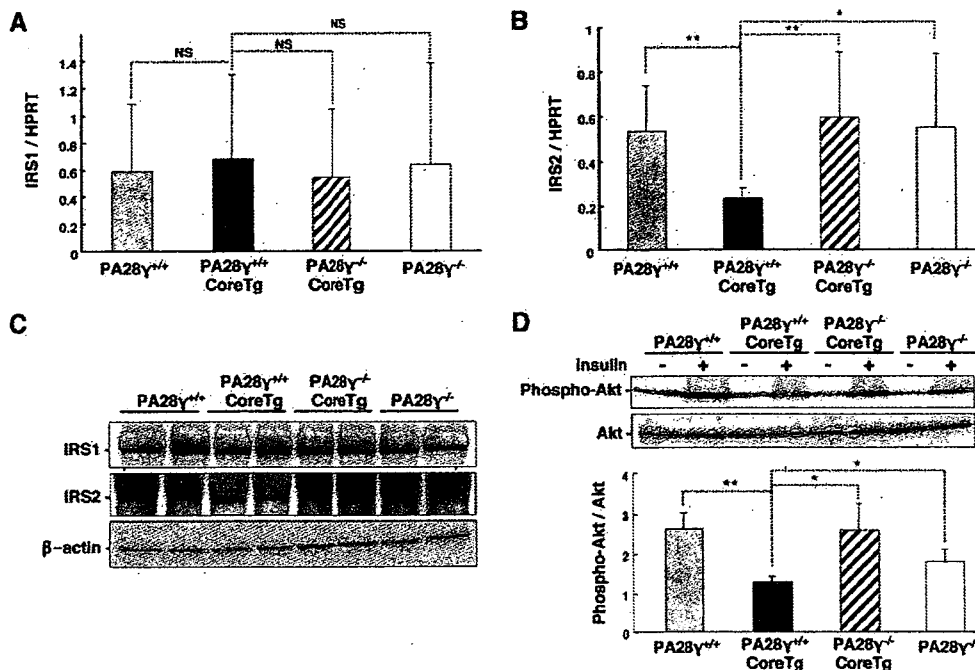 A
NS
NS
NS
IRS1 / HPRT
1.4
1.2
1
0.8
0.6
0.4
0.2
0
PA28γ+/+
PA28γ+/+ CoreTg
PA28γ-/- CoreTg
PA28γ-/-
B
*
**
**
IRS2 / HPRT
1
0.8
0.6
0.4
0.2
0
PA28γ+/+
PA28γ+/+ CoreTg
PA28γ-/- CoreTg
PA28γ-/-
C
PA28γ+/+
PA28γ+/+ CoreTg
PA28γ-/- CoreTg
PA28γ-/-
IRS1
IRS2
β-actin
D
PA28γ+/+
PA28γ+/+ CoreTg
PA28γ-/- CoreTg
PA28γ-/-
insulin - + - + - + - +
Phospho-Akt
Akt
*
**
*
Phospho-Akt / Akt
4
3
2
1
0
PA28γ+/+
PA28γ+/+ CoreTg
PA28γ-/- CoreTg
PA28γ-/-